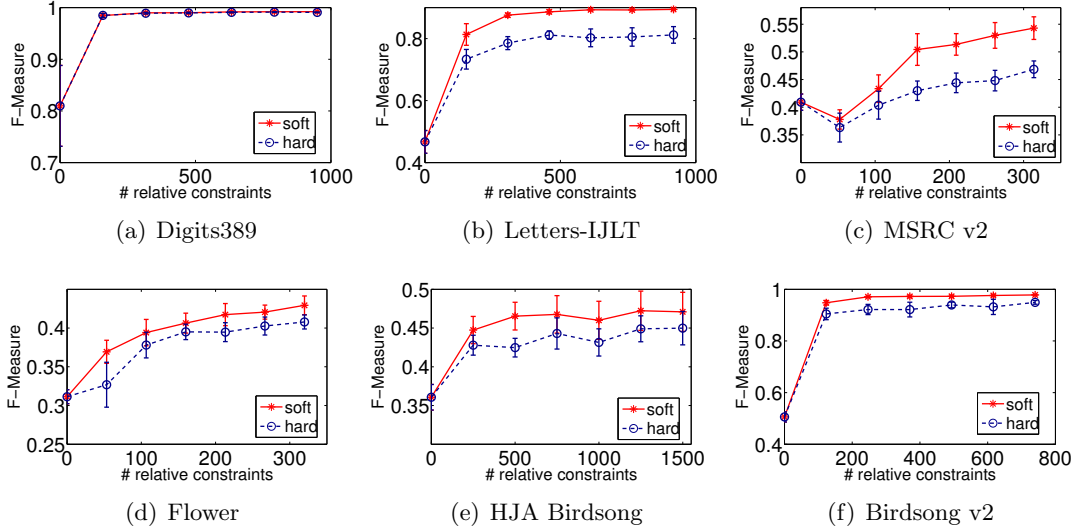 1
0.9
0.8
0.7
F-Measure
0 500 1000
# relative constraints
soft
hard
(a) Digits389
0.8
0.6
0.4
F-Measure
0 500 1000
# relative constraints
soft
hard
(b) Letters-IJLT
0.55
0.5
0.45
0.4
0.35
F-Measure
0 100 200 300
# relative constraints
soft
hard
(c) MSRC v2
0.4
0.35
0.3
0.25
F-Measure
0 100 200 300
# relative constraints
soft
hard
(d) Flower
0.5
0.45
0.4
0.35
F-Measure
0 500 1000 1500
# relative constraints
soft
hard
(e) HJA Birdsong
1
0.8
0.6
0.4
F-Measure
0 200 400 600 800
# relative constraints
soft
hard
(f) Birdsong v2